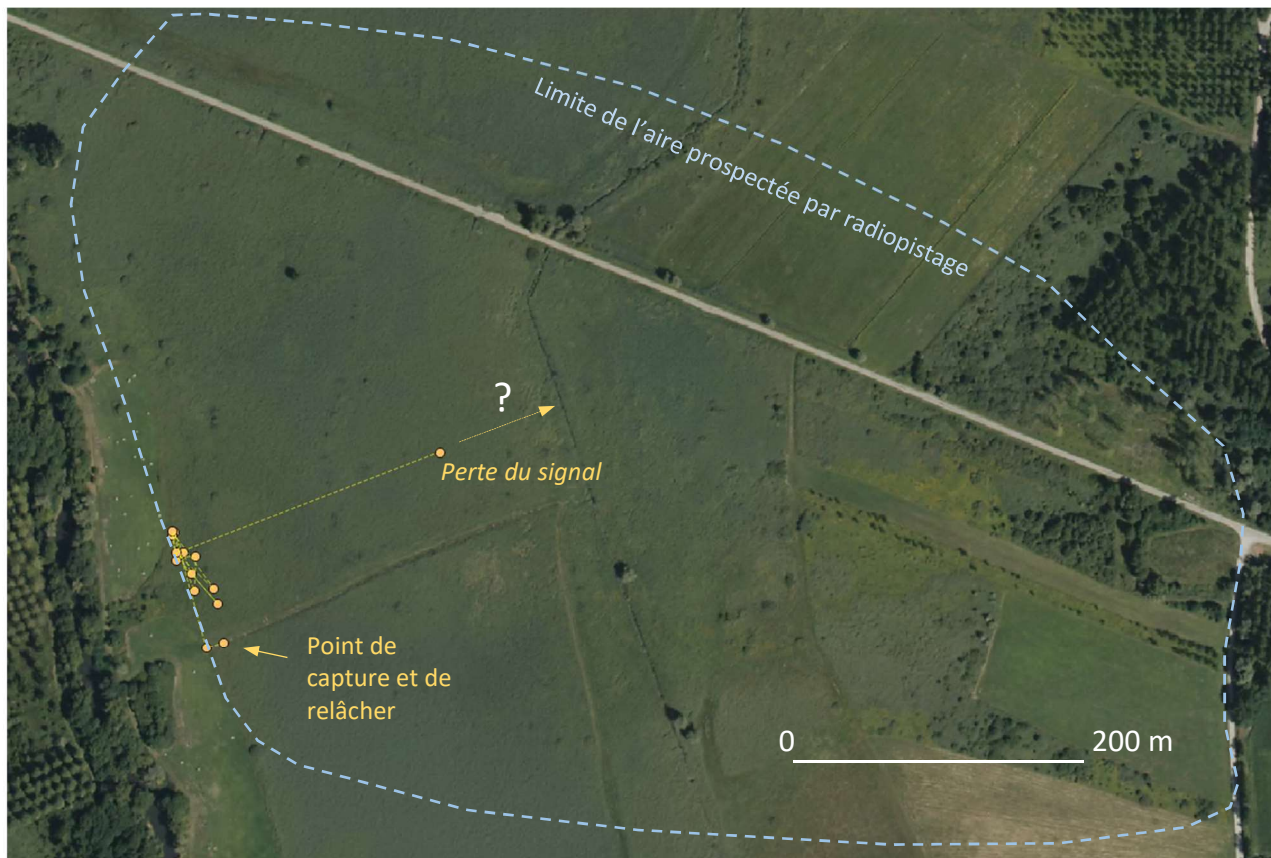 Limite de l'aire prospectée par radiopistage
?
Perte du signal
Point de
capture et de
relâcher
0 200 m